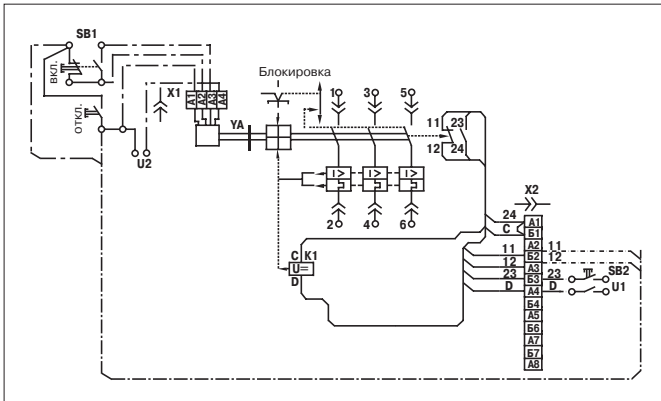 SB1
ВКЛ.
ОТКЛ.
X1
A1
A2
A3
A4
U2
YA
Блокировка
1
3
5
I>
I>
I>
2
4
6
11
23
12
24
C
K1
U=
D
X2
24
C
11
12
23
D
A1
Б1
A2
Б2
A3
Б3
A4
Б4
A5
Б6
A7
Б7
A8
11
12
23
D
SB2
U1